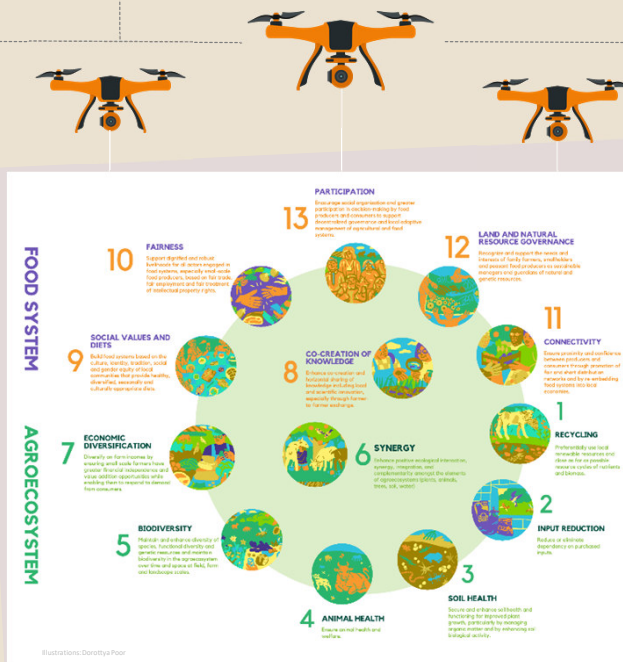 PARTICIPATION
13
Encourage social organization and greater
participation in decision-making by food
producers and consumers to support
decentralized governance and local adaptive
management of agricultural and food
systems.
12
LAND AND NATURAL
RESOURCE GOVERNANCE
Recognize and support the needs and
interests of family farmers, smallholders
and peasant food producers as sustainable
managers and guardians of natural and
genetic resources.
10
FAIRNESS
Support dignified and robust
livelihoods for all actors engaged in
food systems, especially small-scale
food producers, based on fair trade,
fair employment and fair treatment
of intellectual property rights.
11
CONNECTIVITY
Ensure proximity and confidence
between producers and
consumers through promotion of
fair and short distribution
networks and by re-embedding
food systems into local
economies.
FOOD SYSTEM
9
SOCIAL VALUES AND
DIETS
Build food systems based on the
culture, identity, tradition, social
and gender equity of local
communities that provide healthy,
diversified, seasonally and
culturally appropriate diets.
8
CO-CREATION OF
KNOWLEDGE
Enhance co-creation and
horizontal sharing of
knowledge including local
and scientific innovation,
especially through farmer
to farmer exchange.
1
RECYCLING
Preferentially use local
renewable resources and
close as far as possible
resource cycles of nutrients
and biomass.
7
ECONOMIC
DIVERSIFICATION
Diversify on-farm incomes by
ensuring small-scale farmers have
greater financial independence and
value addition opportunities while
enabling them to respond to demand
from consumers.
6
SYNERGY
Enhance positive ecological interaction,
synergy, integration, and
complementarity amongst the elements
of agroecosystems (plants, animals,
trees, soil, water).
AGROECOSYSTEM
2
INPUT REDUCTION
Reduce or eliminate
dependency on purchased
inputs.
5
BIODIVERSITY
Maintain and enhance diversity of
species, functional diversity and
genetic resources and maintain
biodiversity in the agroecosystem
over time and space at field, farm
and landscape scales.
3
SOIL HEALTH
Secure and enhance soil health and
functioning for improved plant
growth, particularly by managing
organic matter and by enhancing soil
biological activity.
4
ANIMAL HEALTH
Ensure animal health and
welfare.
Illustrations: Dorottya Poor